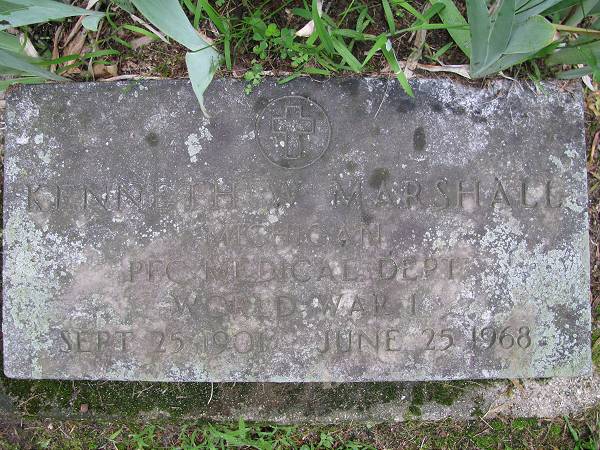 KENNETH W MARSHALL
MICHIGAN
PFC MEDICAL DEPT
WORLD WAR I
SEPT 25 1901 JUNE 25 1968